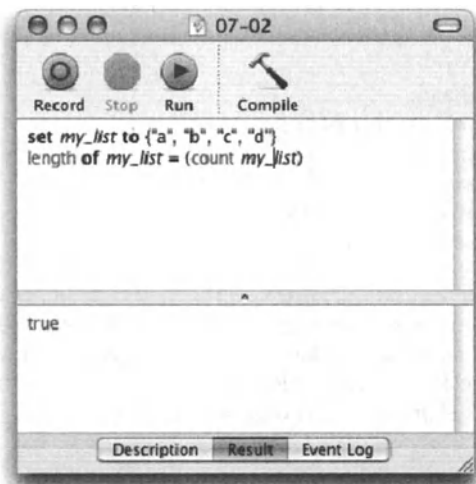 07-02
Record Stop Run Compile
set my_list to {"a", "b", "c", "d"}
length of my_list = (count my_list)
true
Description Result Event Log